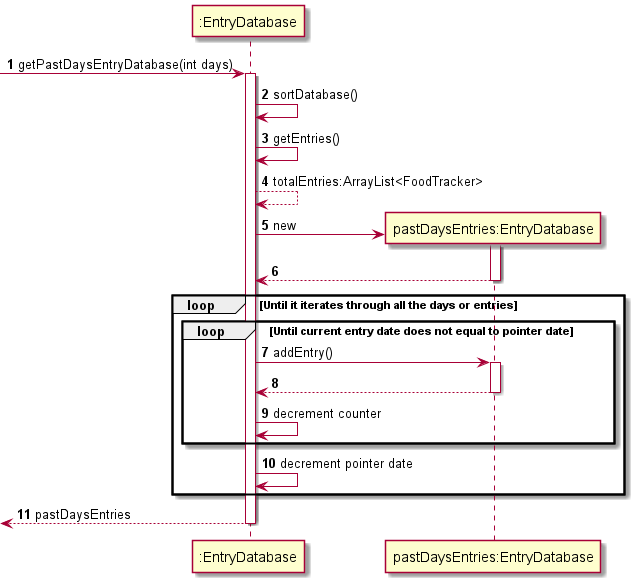 :EntryDatabase
1 getPastDaysEntryDatabase(int days)
2 sortDatabase()
3 getEntries()
4 totalEntries:ArrayList<FoodTracker>
5 new
pastDaysEntries:EntryDatabase
6
loop [Until it iterates through all the days or entries]
loop [Until current entry date does not equal to pointer date]
7 addEntry()
8
9 decrement counter
10 decrement pointer date
11 pastDaysEntries
:EntryDatabase pastDaysEntries:EntryDatabase